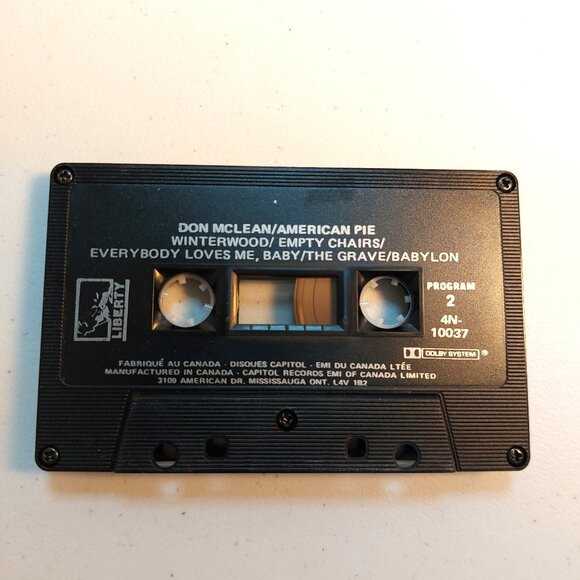 DON MCLEAN/AMERICAN PIE
WINTERWOOD/ EMPTY CHAIRS/
EVERYBODY LOVES ME, BABY/THE GRAVE/BABYLON
LIBERTY
PROGRAM
2
4N-
10037
DOLBY SYSTEM ®
FABRIQUÉ AU CANADA - DISQUES CAPITOL - EMI DU CANADA LTÉE
MANUFACTURED IN CANADA - CAPITOL RECORDS EMI OF CANADA LIMITED
3109 AMERICAN DR. MISSISSAUGA ONT. L4V 1B2